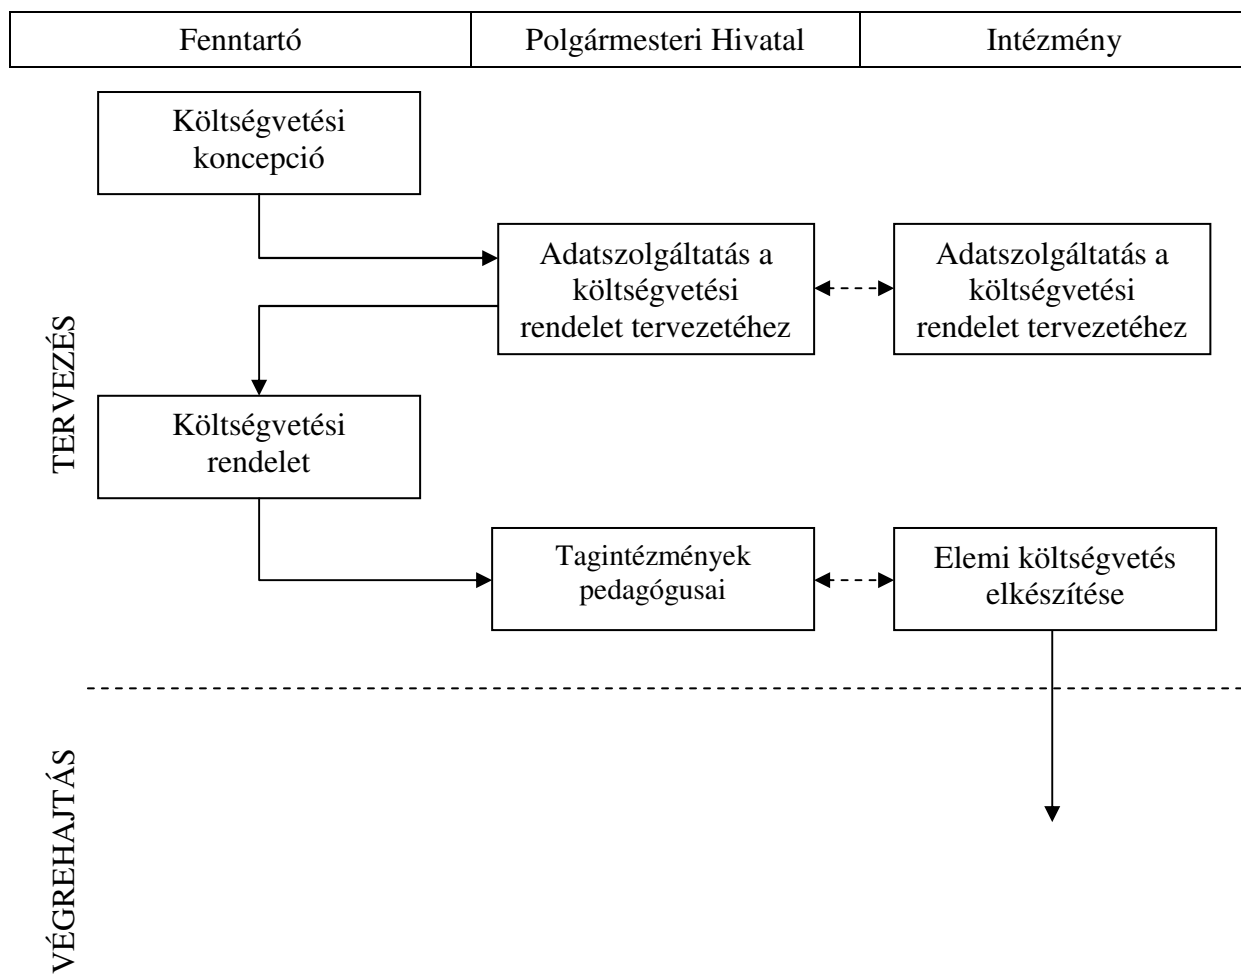 Fenntartó
Polgármesteri Hivatal
Intézmény
Költségvetési
koncepció
Adatszolgáltatás a
költségvetési
rendelet tervezetéhez
Adatszolgáltatás a
költségvetési
rendelet tervezetéhez
TERVEZÉS
Költségvetési
rendelet
Tagintézmények
pedagógusai
Elemi költségvetés
elkészítése
VÉGREHAJTÁS